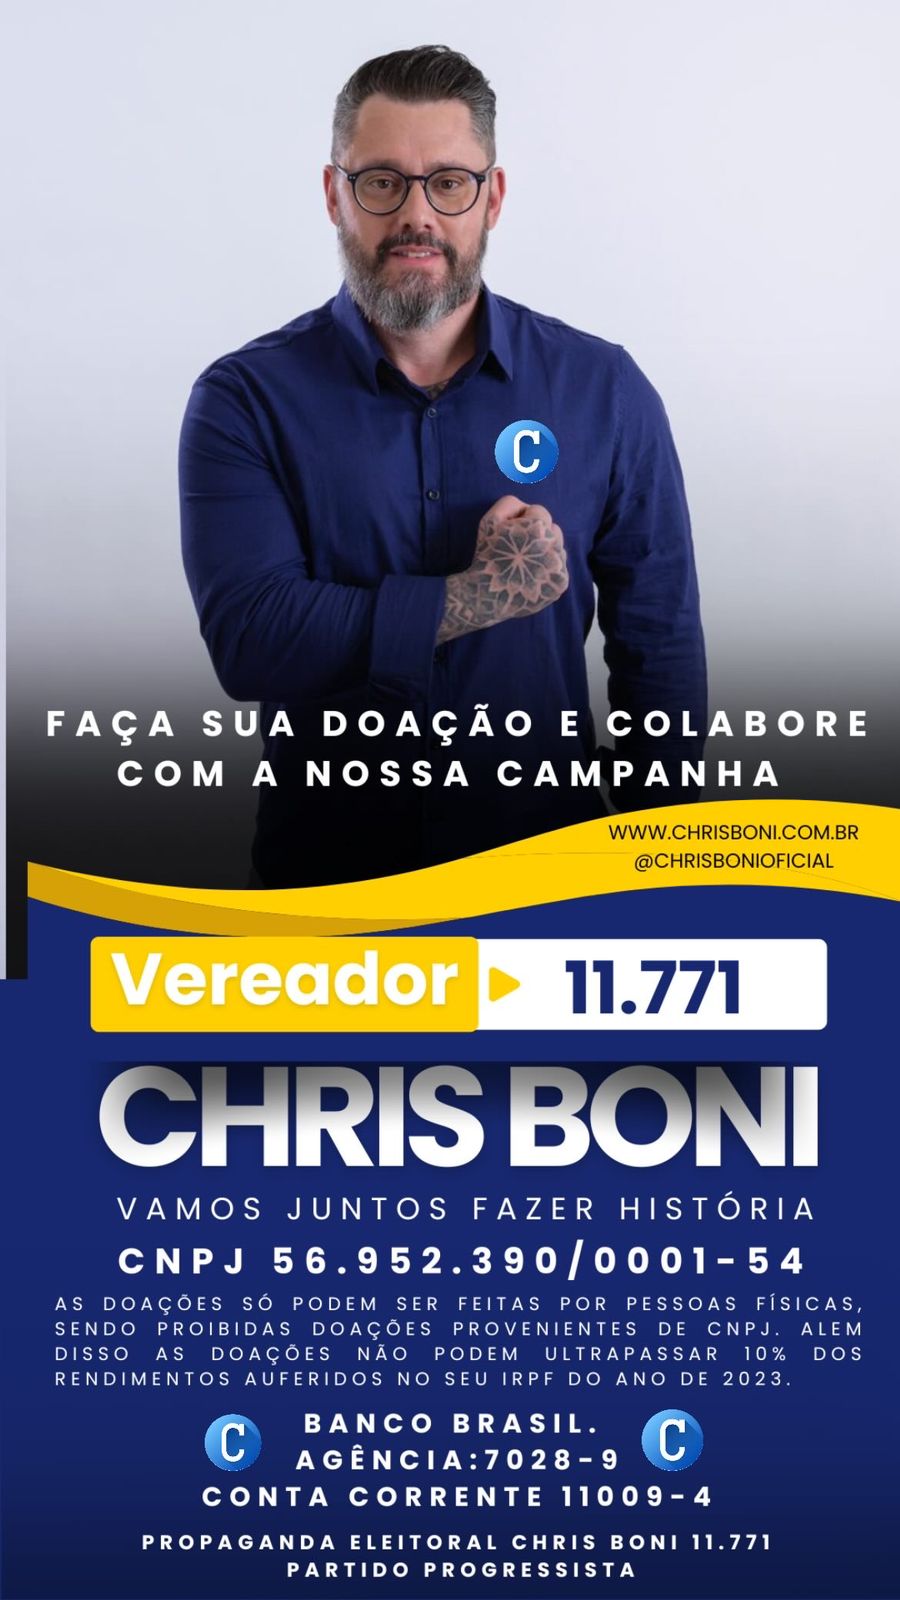 C
FAÇA SUA DOAÇÃO E COLABORE
COM A NOSSA CAMPANHA
WWW.CHRISBONI.COM.BR
@CHRISBONIOFICIAL
Vereador 11.771
CHRIS BONI
VAMOS JUNTOS FAZER HISTÓRIA
CNPJ 56.952.390/0001-54
AS DOAÇÕES SÓ PODEM SER FEITAS POR PESSOAS FÍSICAS,
SENDO PROIBIDAS DOAÇÕES PROVENIENTES DE CNPJ. ALEM
DISSO AS DOAÇÕES NÃO PODEM ULTRAPASSAR 10% DOS
RENDIMENTOS AUFERIDOS NO SEU IRPF DO ANO DE 2023.
BANCO BRASIL.
C AGÊNCIA:7028-9 C
CONTA CORRENTE 11009-4
PROPAGANDA ELEITORAL CHRIS BONI 11.771
PARTIDO PROGRESSISTA